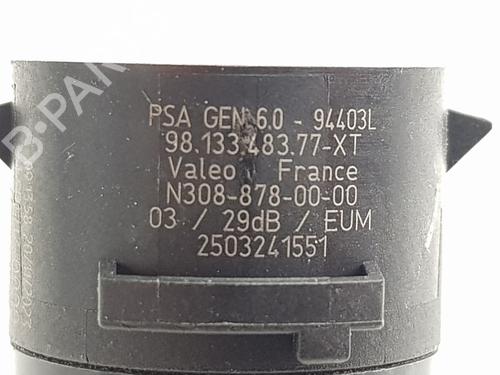 B-PARTS
PSA GEN 6.0 - 94403L
98.133.483.77-XT
Valeo France
N308-878-00-00
03 / 29dB / EUM
2503241551